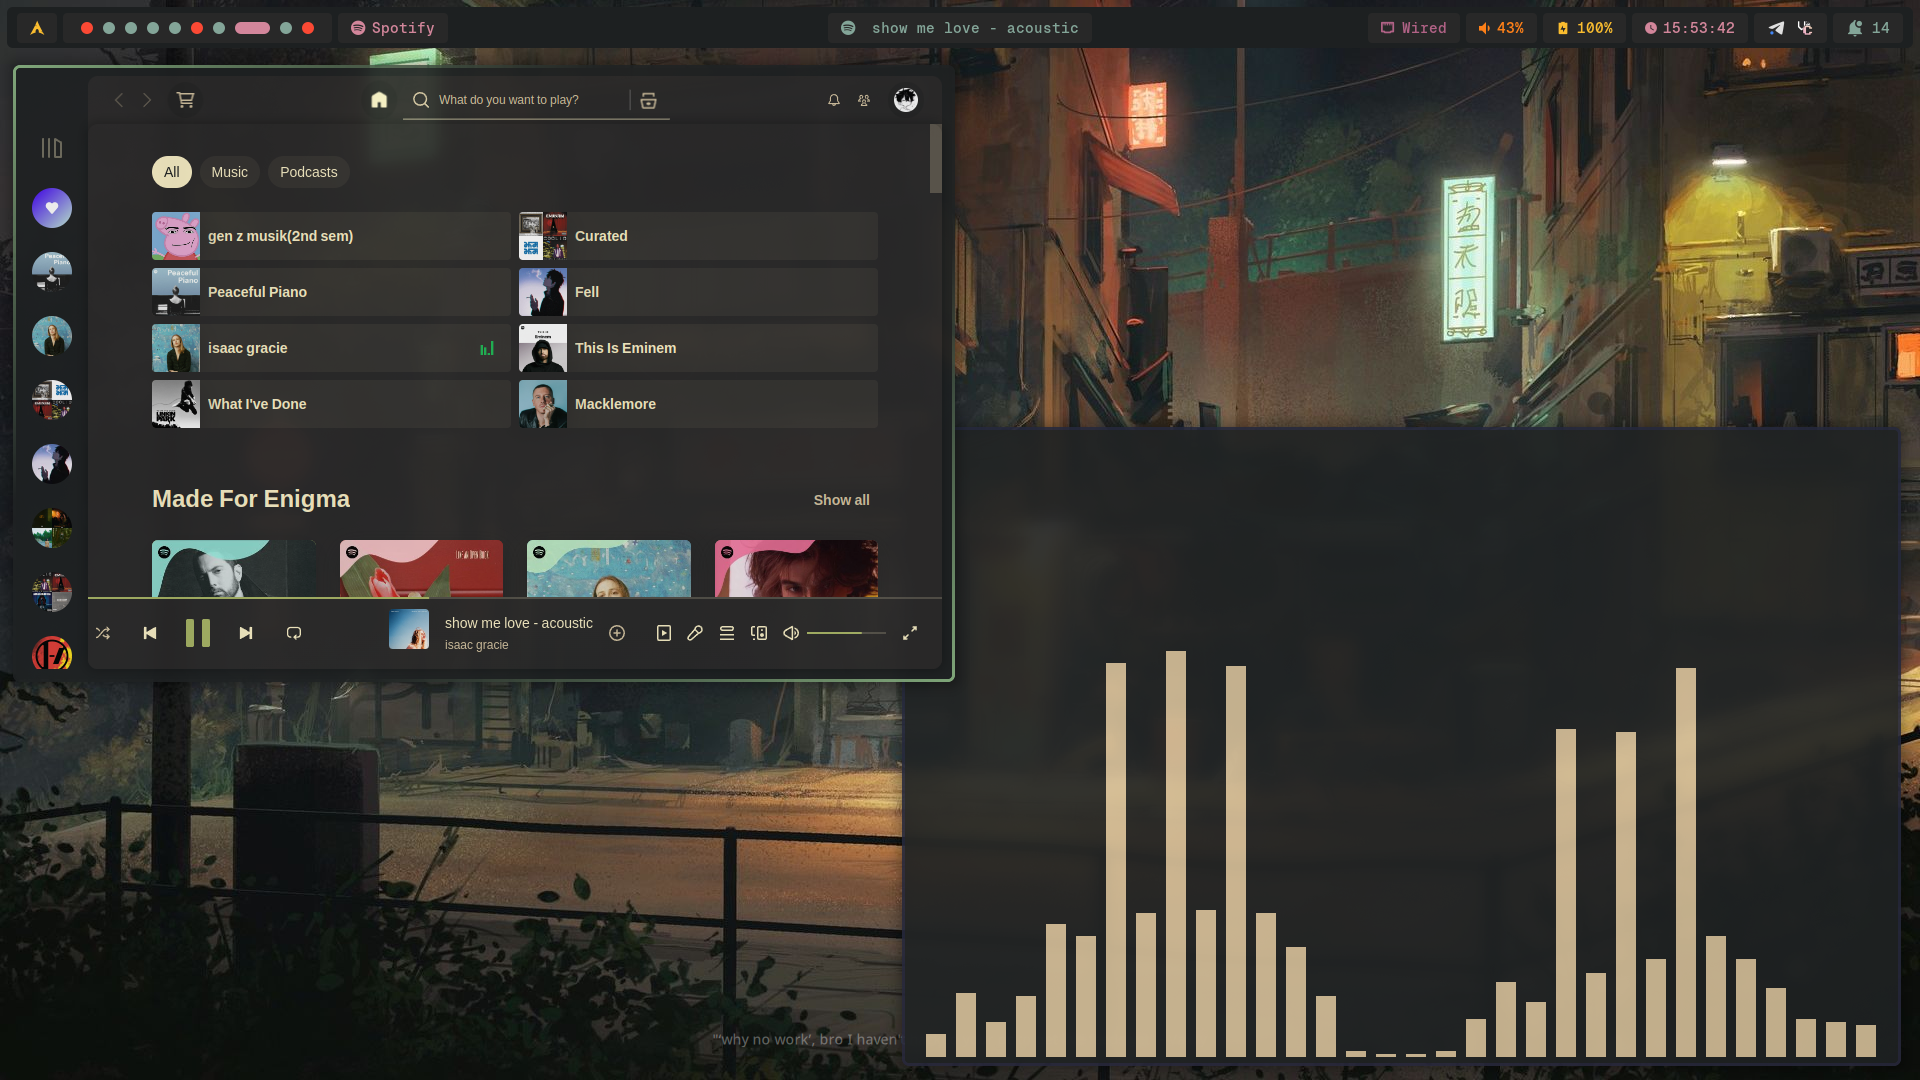 Spotify
show me love - acoustic
Wired
43%
100%
15:53:42
14
What do you want to play?
All
Music
Podcasts
gen z musik(2nd sem)
Curated
Peaceful Piano
Fell
isaac gracie
This Is Eminem
What I've Done
Macklemore
Made For Enigma
Show all
show me love - acoustic
isaac gracie
"'why no work', bro I haven'